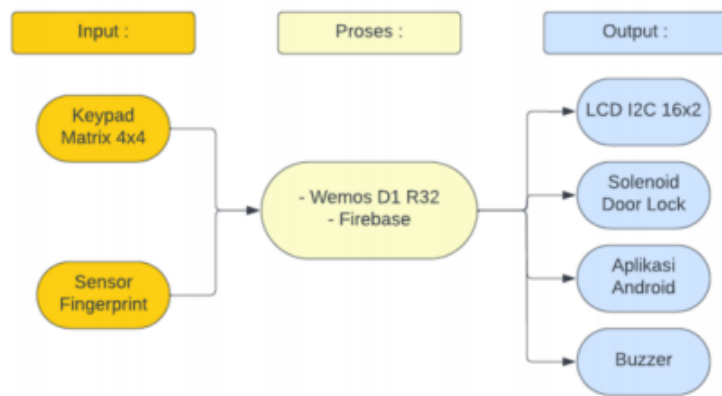 Input :
Proses :
Output :
Keypad
Matrix 4x4
Sensor
Fingerprint
- Wemos D1 R32
- Firebase
LCD I2C 16x2
Solenoid
Door Lock
Aplikasi
Android
Buzzer